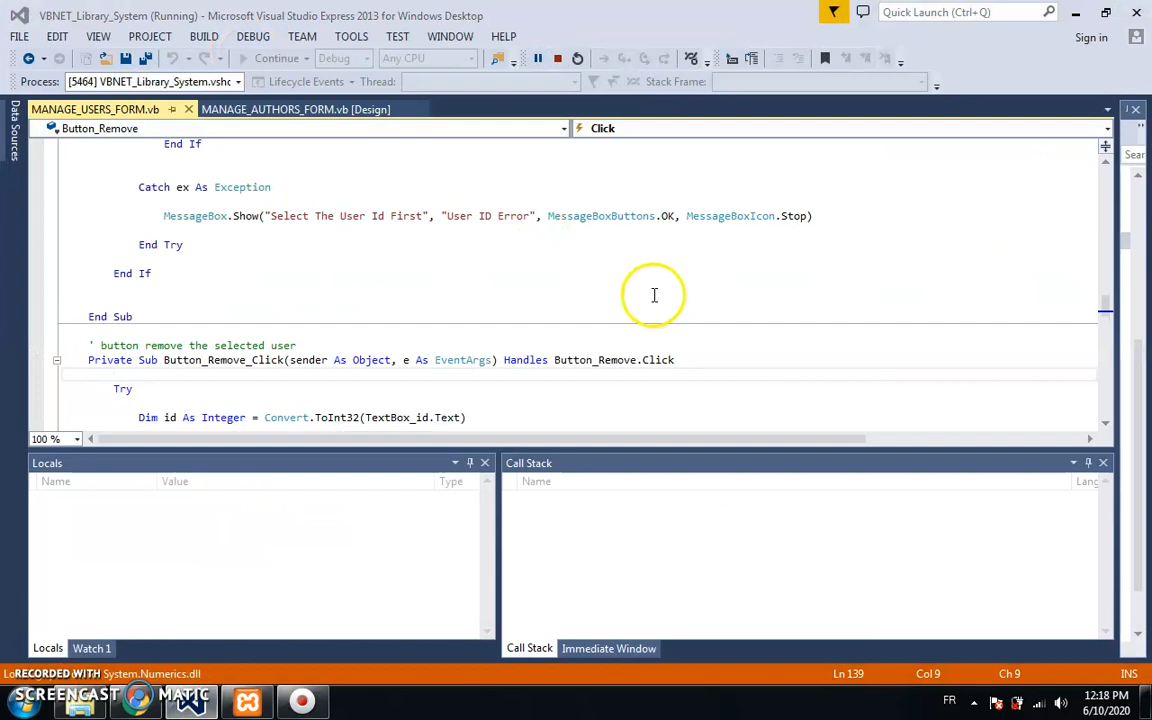 VBNET_Library_System (Running) - Microsoft Visual Studio Express 2013 for Windows Desktop
Quick Launch (Ctrl+Q)
FILE EDIT VIEW PROJECT BUILD DEBUG TEAM TOOLS TEST WINDOW HELP
Sign in
Continue Debug Any CPU
Process: [5464] VBNET_Library_System.vshc Lifecycle Events Thread: Stack Frame:
Data Sources
MANAGE_USERS_FORM.vb MANAGE_AUTHORS_FORM.vb [Design]
Button_Remove Click
Sear
End If
Catch ex As Exception
MessageBox.Show("Select The User Id First", "User ID Error", MessageBoxButtons.OK, MessageBoxIcon.Stop)
End Try
End If
End Sub
' button remove the selected user
Private Sub Button_Remove_Click(sender As Object, e As EventArgs) Handles Button_Remove.Click
Try
Dim id As Integer = Convert.ToInt32(TextBox_id.Text)
100 %
Locals
Name Value Type
Call Stack
Name Lang
Locals Watch 1
Call Stack Immediate Window
Lo
RECORDED WITH
System.Numerics.dll
Ln 139 Col 9 Ch 9 INS
SCREENCAST MATIC
FR
12:18 PM
6/10/2020